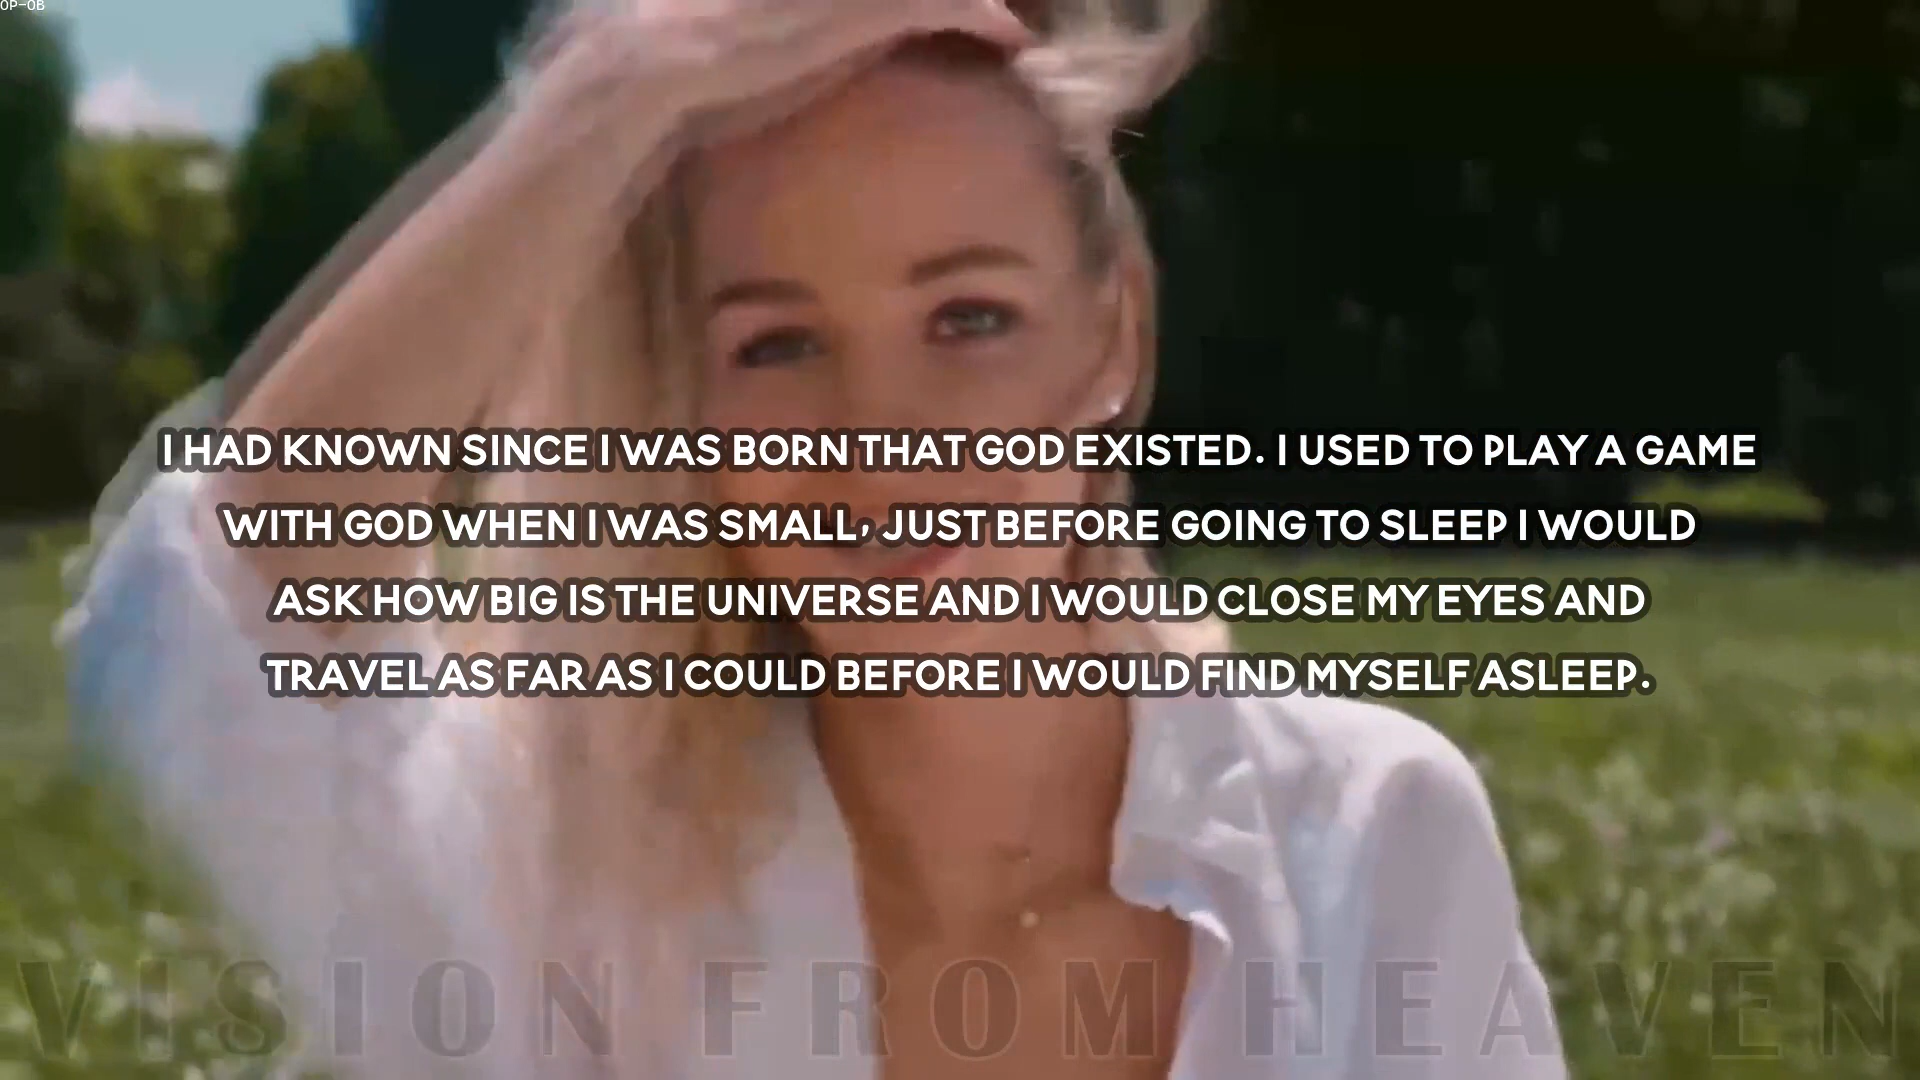 OP-OB
I HAD KNOWN SINCE I WAS BORN THAT GOD EXISTED. I USED TO PLAY A GAME
WITH GOD WHEN I WAS SMALL, JUST BEFORE GOING TO SLEEP I WOULD
ASK HOW BIG IS THE UNIVERSE AND I WOULD CLOSE MY EYES AND
TRAVEL AS FAR AS I COULD BEFORE I WOULD FIND MYSELF ASLEEP.
VISION FROM HEAVEN